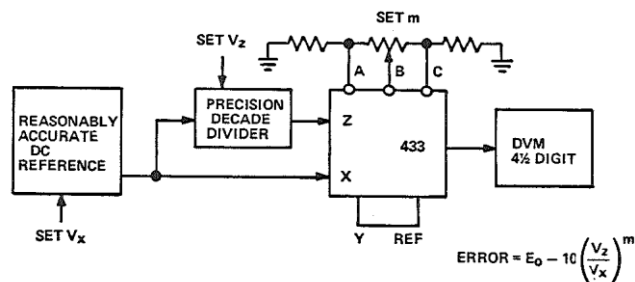 SET m
SET Vz
A B C
REASONABLY
ACCURATE
DC
REFERENCE
PRECISION
DECADE
DIVIDER
Z
433
X
DVM
4½ DIGIT
SET Vx
Y REF
ERROR = Eo – 10 (Vz/Vx)^m